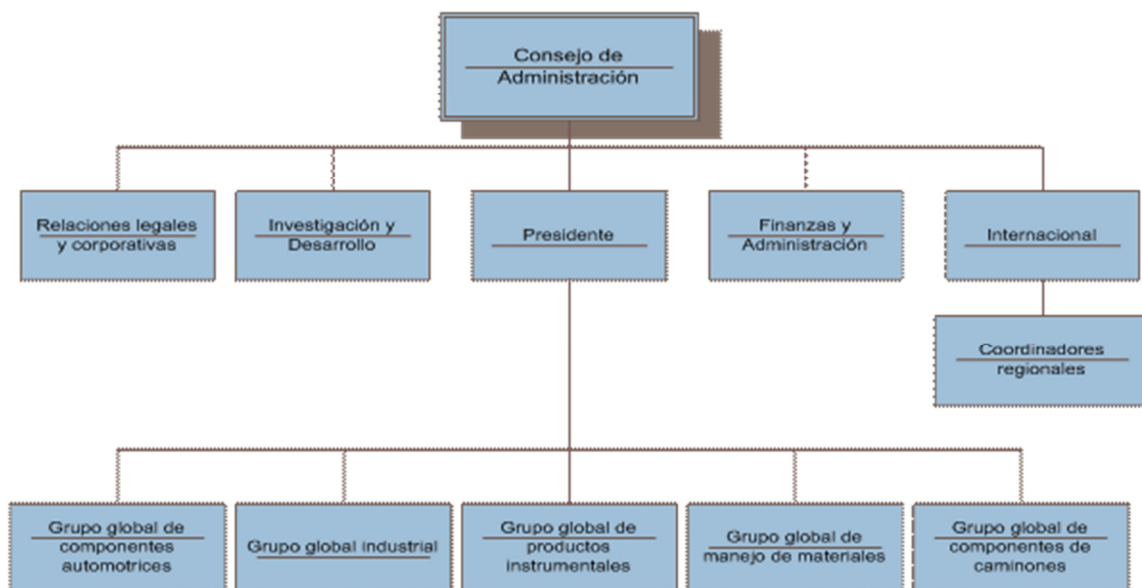 Consejo de
Administración
Relaciones legales
y corporativas
Investigación y
Desarrollo
Presidente
Finanzas y
Administración
Internacional
Coordinadores
regionales
Grupo global de
componentes
automotrices
Grupo global industrial
Grupo global de
productos
instrumentales
Grupo global de
manejo de materiales
Grupo global de
componentes de
caminones